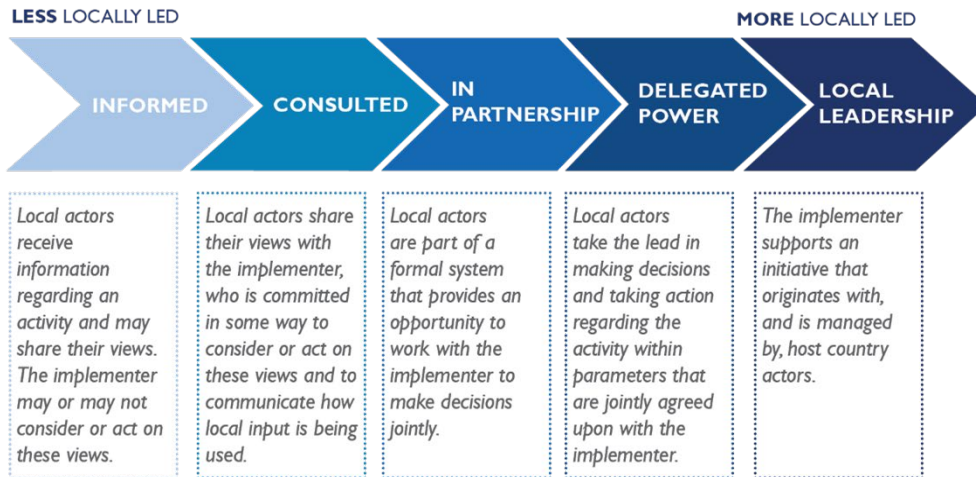 LESS LOCALLY LED
MORE LOCALLY LED
INFORMED
CONSULTED
IN
PARTNERSHIP
DELEGATED
POWER
LOCAL
LEADERSHIP
Local actors
receive
information
regarding an
activity and may
share their views.
The implementer
may or may not
consider or act on
these views.
Local actors share
their views with
the implementer,
who is committed
in some way to
consider or act on
these views and to
communicate how
local input is being
used.
Local actors
are part of a
formal system
that provides an
opportunity to
work with the
implementer to
make decisions
jointly.
Local actors
take the lead in
making decisions
and taking action
regarding the
activity within
parameters that
are jointly agreed
upon with the
implementer.
The implementer
supports an
initiative that
originates with,
and is managed
by, host country
actors.